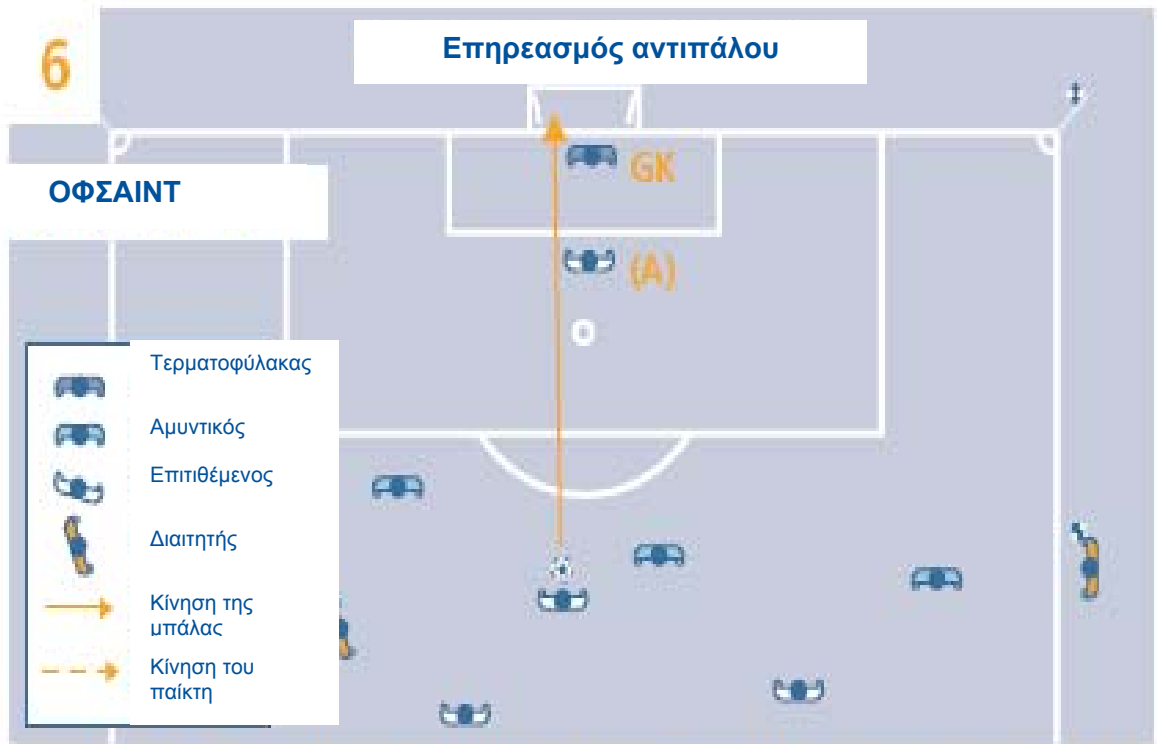 6
Επηρεασμός αντιπάλου
GK
ΟΦΣΑΙΝΤ
(A)
Τερματοφύλακας
Αμυντικός
Επιτιθέμενος
Διαιτητής
Κίνηση της
μπάλας
Κίνηση του
παίκτη